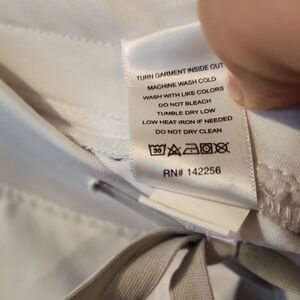 TURN GARMENT INSIDE OUT
MACHINE WASH COLD
WASH WITH LIKE COLORS
DO NOT BLEACH
TUMBLE DRY LOW
LOW HEAT IRON IF NEEDED
DO NOT DRY CLEAN
30
RN# 142256